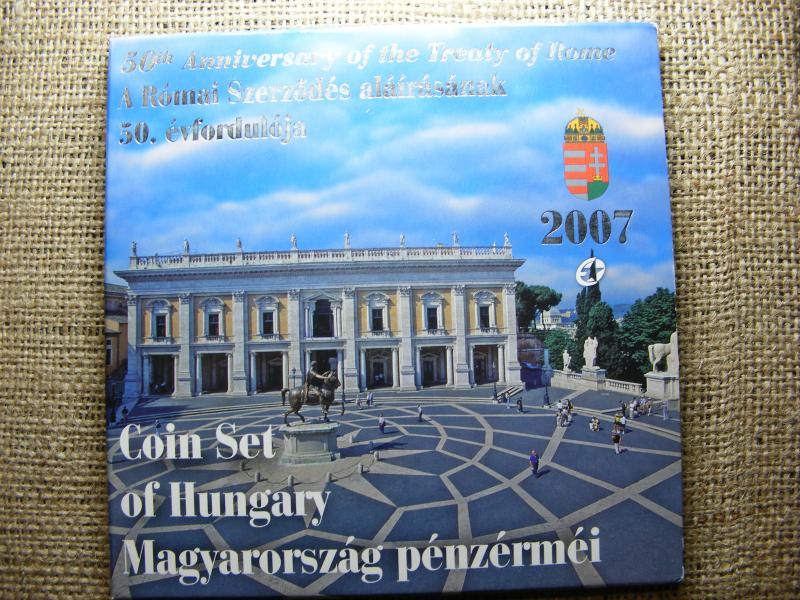 50th Anniversary of the Treaty of Rome
A Római Szerződés aláírásának
50. évfordulója
2007
Coin Set
of Hungary
Magyarország pénzérméi